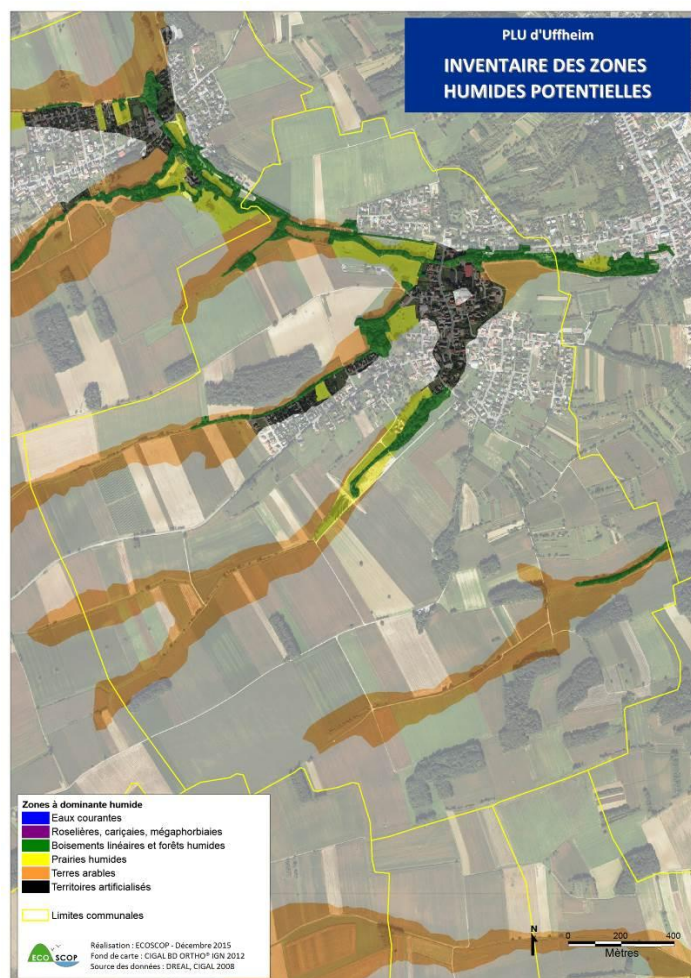 PLU d'Uffheim
INVENTAIRE DES ZONES
HUMIDES POTENTIELLES
Zones à dominante humide
Eaux courantes
Roselières, cariçaies, mégaphorbiaies
Boisements linéaires et forêts humides
Prairies humides
Terres arables
Territoires artificialisés
Limites communales
ECO SCOP
Réalisation : ECOSCOP - Décembre 2015
Fond de carte : CIGAL BD ORTHO® IGN 2012
Source des données : DREAL, CIGAL 2008
N
0 200 400
Mètres